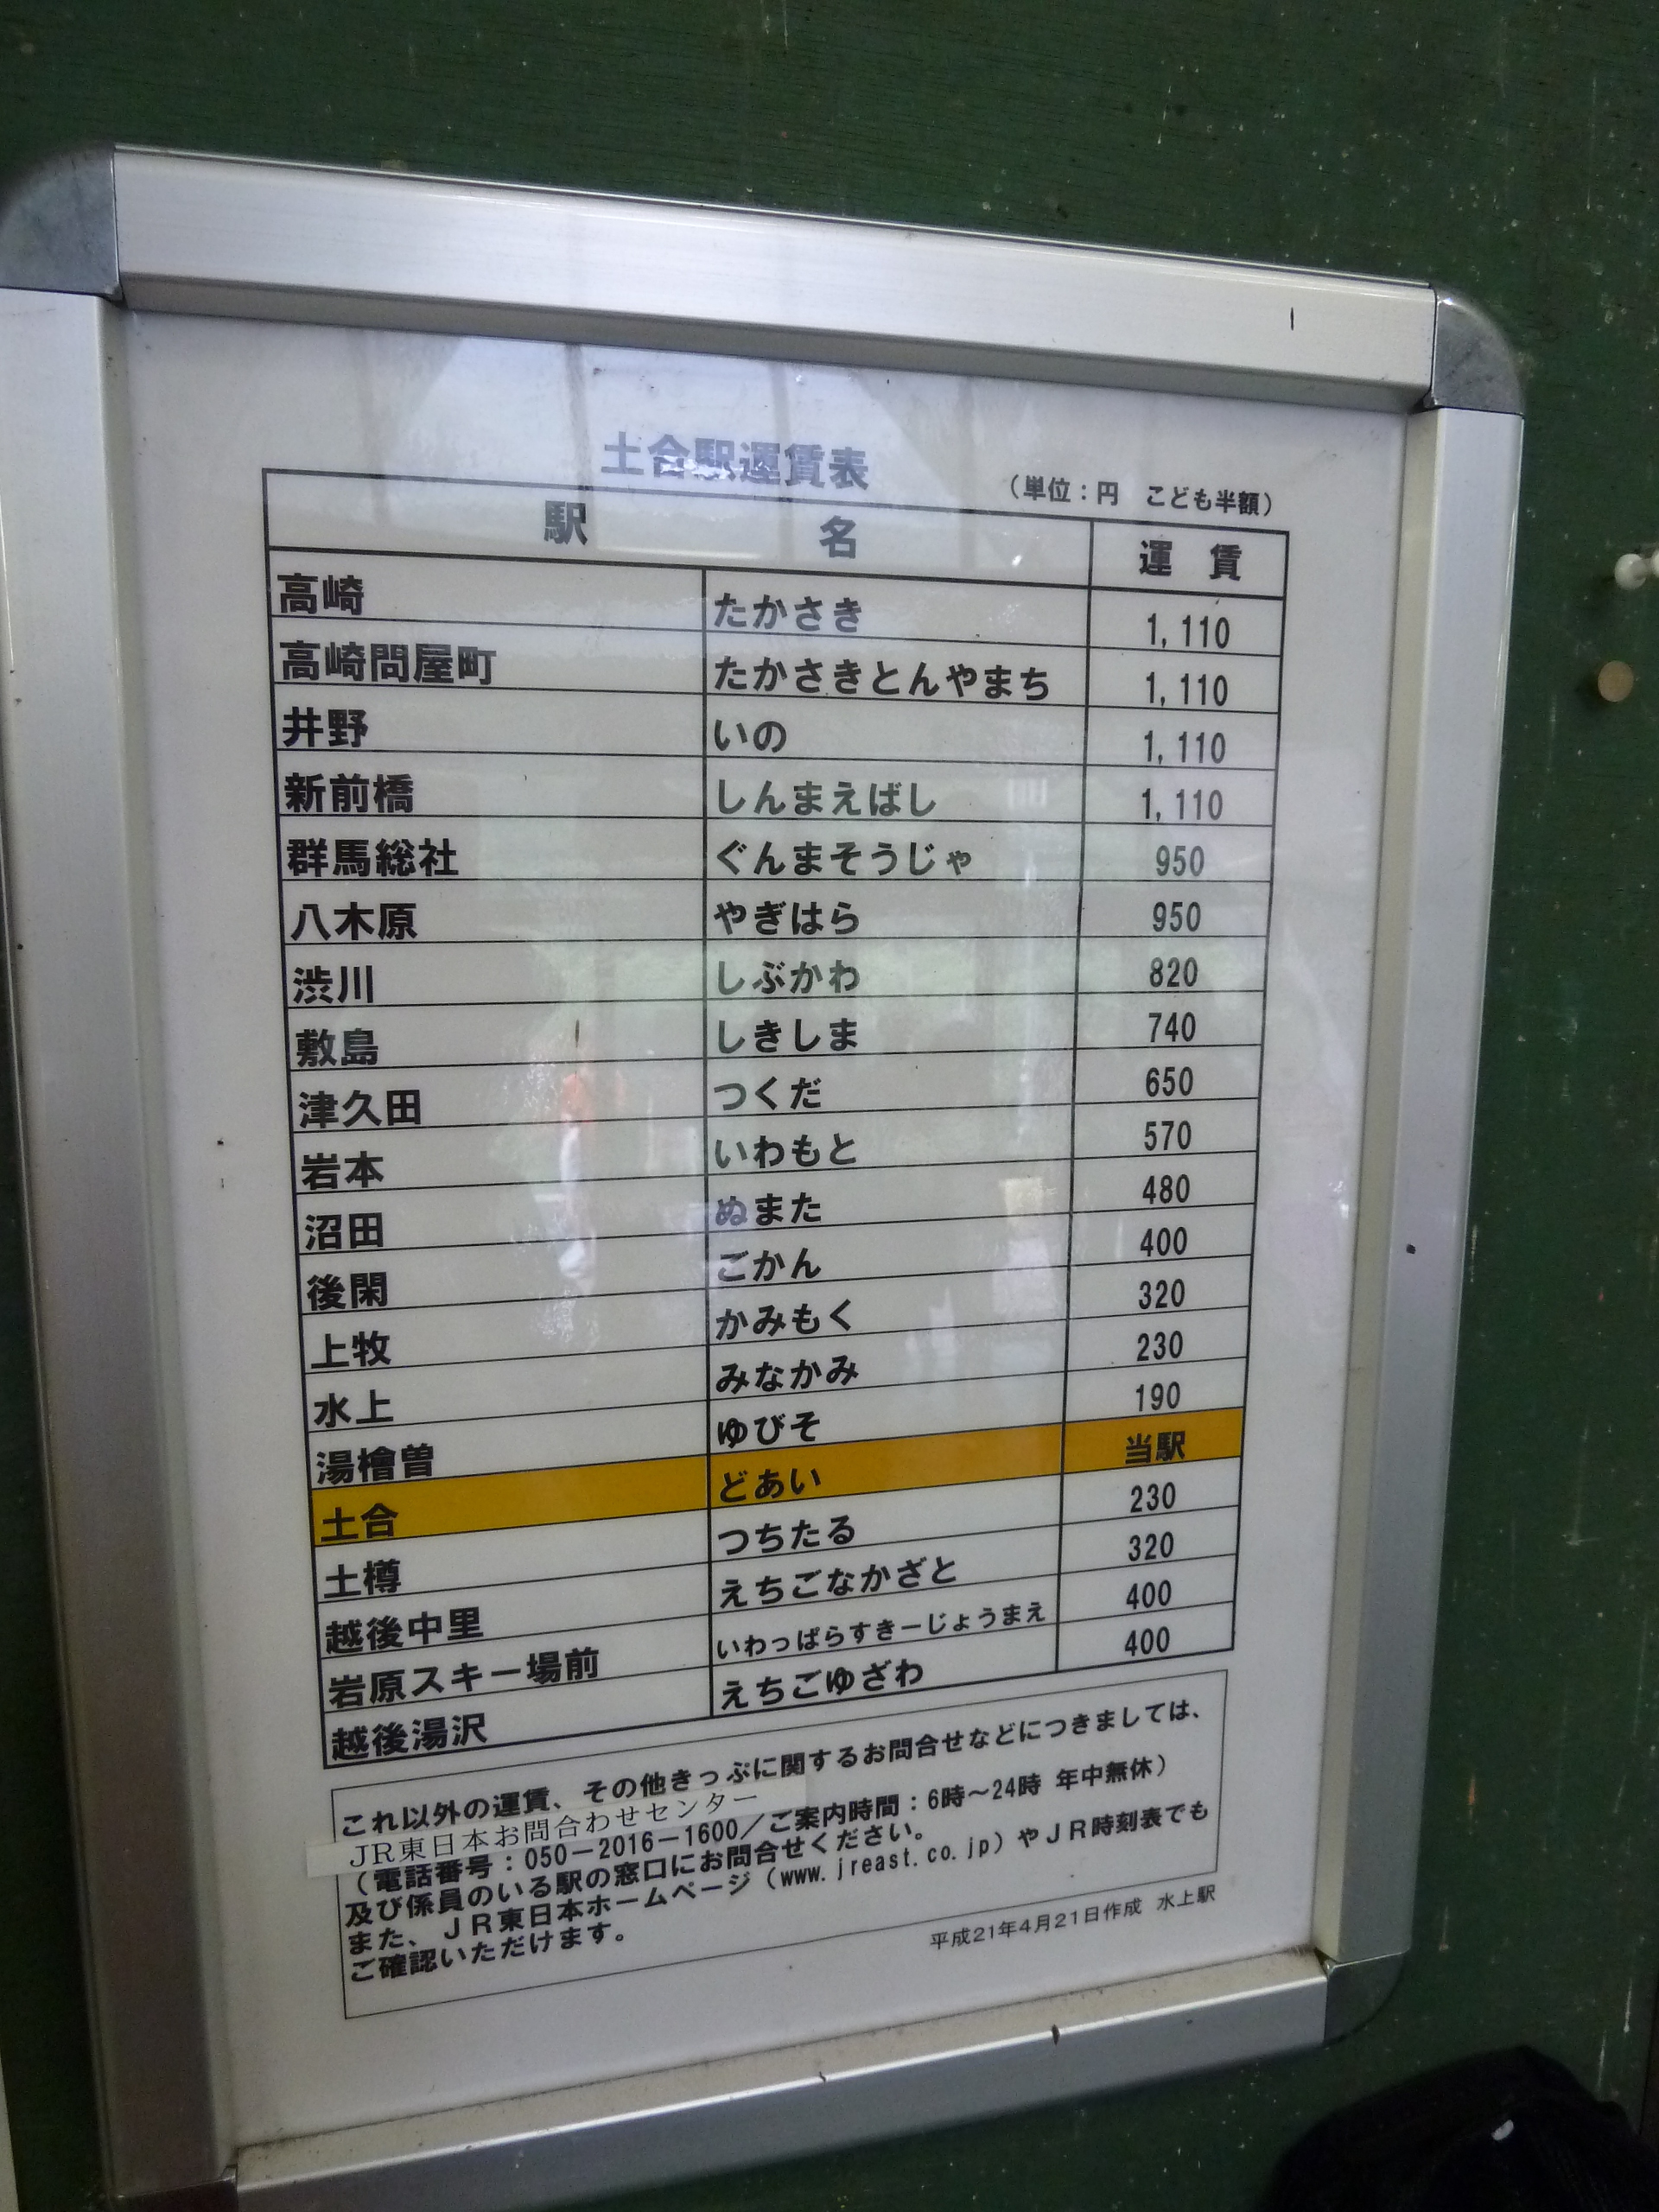 土合駅運賃表
（単位：円　こども半額）
駅　名　運　賃
高崎　たかさき　1,110
高崎問屋町　たかさきとんやまち　1,110
井野　いの　1,110
新前橋　しんまえばし　1,110
群馬総社　ぐんまそうじゃ　950
八木原　やぎはら　950
渋川　しぶかわ　820
敷島　しきしま　740
津久田　つくだ　650
岩本　いわもと　570
沼田　ぬまた　480
後閑　ごかん　400
上牧　かみもく　320
水上　みなかみ　230
湯檜曽　ゆびそ　190
土合　どあい　当駅
土樽　つちたる　230
越後中里　えちごなかざと　320
岩原スキー場前　いわっぱらすきーじょうまえ　400
越後湯沢　えちごゆざわ　400
これ以外の運賃、その他きっぷに関するお問合せなどにつきましては、
JR東日本お問合わせセンター
（電話番号：050－2016－1600／ご案内時間：6時～24時 年中無休）
及び係員のいる駅の窓口にお問合せください。
また、ＪＲ東日本ホームページ（www.jreast.co.jp）やＪＲ時刻表でも
ご確認いただけます。
平成21年4月21日作成　水上駅